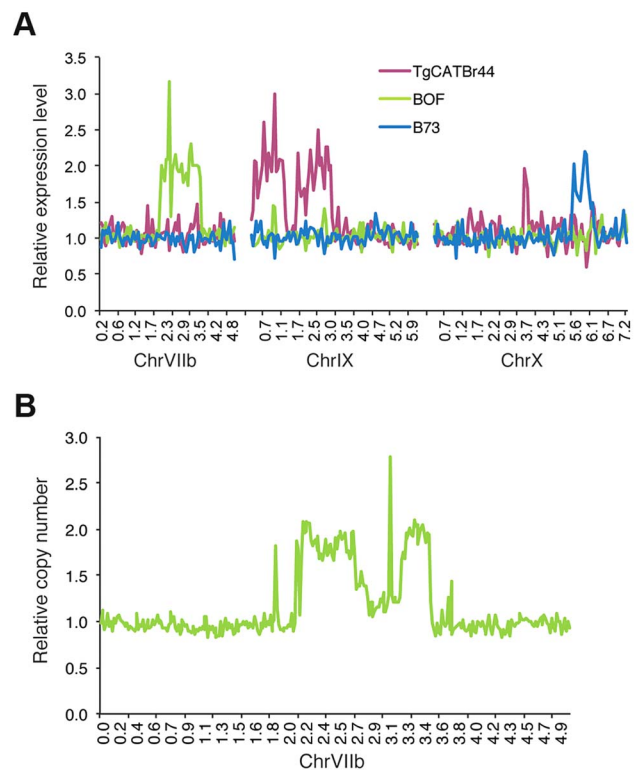 A
Relative expression level
3.5
3.0
2.5
2.0
1.5
1.0
0.5
0.0
TgCATBr44
BOF
B73
0.2 0.6 1.2 1.7 2.3 2.9 3.5 4.2 4.8 0.7 1.1 1.7 2.5 3.0 3.5 4.0 4.7 5.2 5.9 0.7 1.2 1.7 2.2 2.9 3.7 4.3 5.1 5.6 6.1 6.7 7.2
ChrVIIb ChrIX ChrX
B
Relative copy number
3.0
2.5
2.0
1.5
1.0
0.5
0.0
0.0 0.2 0.4 0.6 0.7 0.9 1.1 1.3 1.5 1.6 1.8 2.0 2.2 2.4 2.5 2.7 2.9 3.1 3.3 3.4 3.6 3.8 4.0 4.2 4.3 4.5 4.7 4.9
ChrVIIb